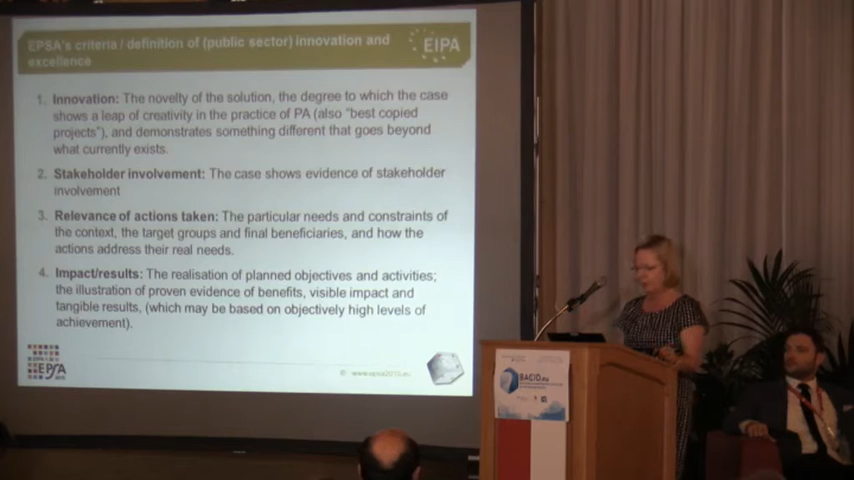 EPSA's criteria / definition of (public sector) innovation and
excellence
EIPA
1. Innovation: The novelty of the solution, the degree to which the case
shows a leap of creativity in the practice of PA (also "best copied
projects"), and demonstrates something different that goes beyond
what currently exists.
2. Stakeholder involvement: The case shows evidence of stakeholder
involvement
3. Relevance of actions taken: The particular needs and constraints of
the context, the target groups and final beneficiaries, and how the
actions address their real needs.
4. Impact/results: The realisation of planned objectives and activities;
the illustration of proven evidence of benefits, visible impact and
tangible results, (which may be based on objectively high levels of
achievement).
EPSA
© www.epsa2015.eu